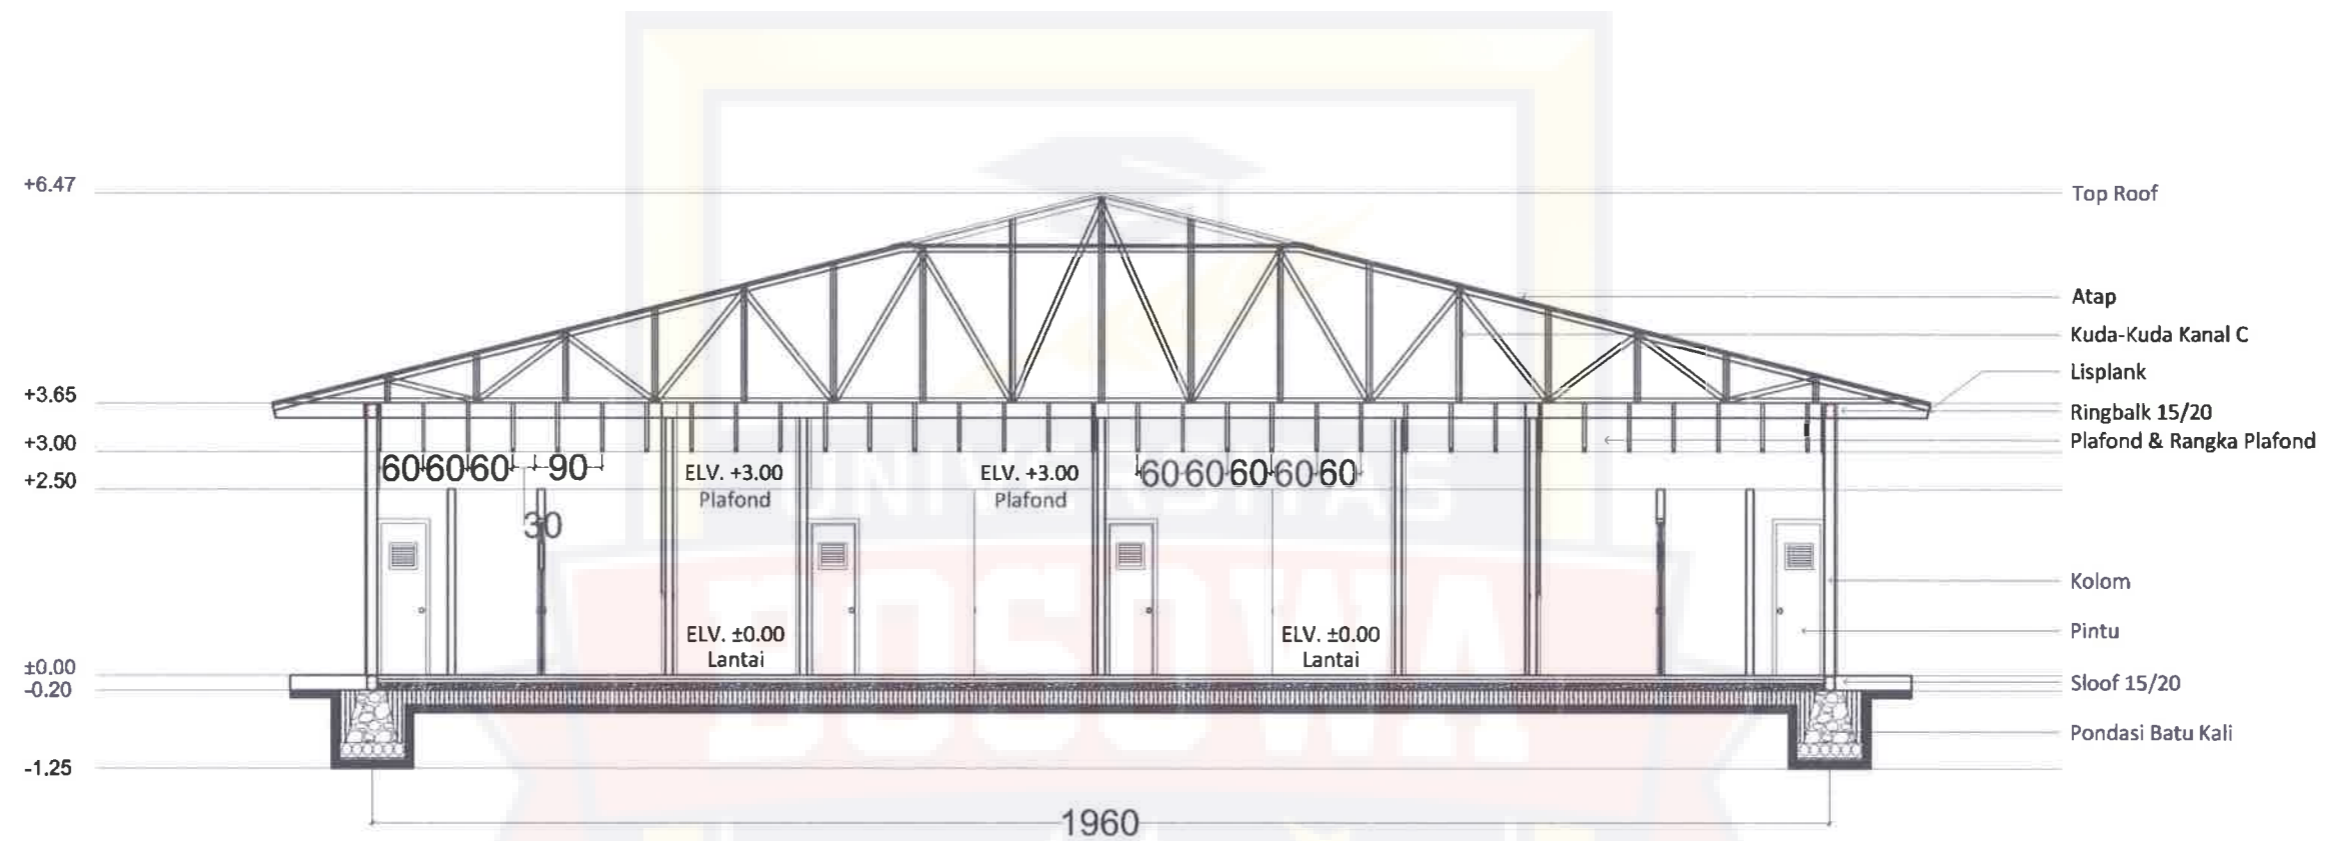 +6.47
Top Roof
Atap
Kuda-Kuda Kanal C
Lisplank
+3.65
Ringbalk 15/20
+3.00
Plafond & Rangka Plafond
60 60 60 90
ELV. +3.00
Plafond
ELV. +3.00
Plafond
60 60 60 60 60
+2.50
30
UNIVERSITAS
BOSOWA
Kolom
ELV. ±0.00
Lantai
ELV. ±0.00
Lantai
Pintu
±0.00
-0.20
Sloof 15/20
Pondasi Batu Kali
-1.25
1960